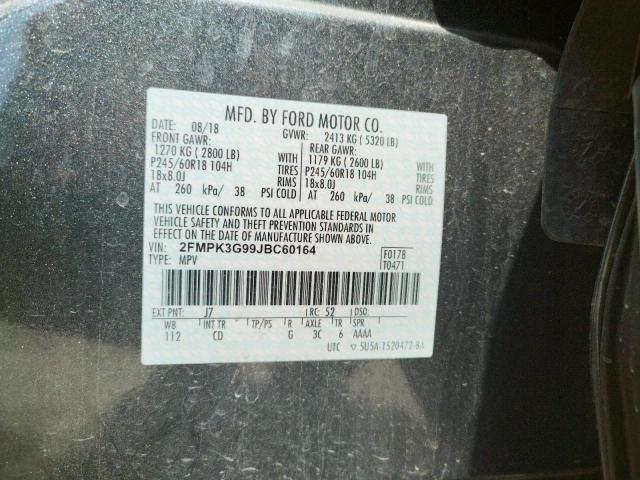 MFD. BY FORD MOTOR CO.
DATE: 08/18 GVWR: 2413 KG ( 5320 LB)
FRONT GAWR: REAR GAWR:
1270 KG ( 2800 LB) WITH 1179 KG ( 2600 LB) WITH
P245/60R18 104H TIRES P245/60R18 104H TIRES
18x8.0J RIMS 18x8.0J RIMS
AT 260 kPa/ 38 PSI COLD AT 260 kPa/ 38 PSI COLD
THIS VEHICLE CONFORMS TO ALL APPLICABLE FEDERAL MOTOR
VEHICLE SAFETY AND THEFT PREVENTION STANDARDS IN
EFFECT ON THE DATE OF MANUFACTURE SHOWN ABOVE.
VIN: 2FMPK3G99JBC60164 F0178
TYPE: MPV T0471
EXT PNT: J7 RC: 52 DSO:
WB INT TR TP/PS R AXLE TR SPR
112 CD G 3C 6 AAAA
UTC ▽ 5U5A-1520472-BA